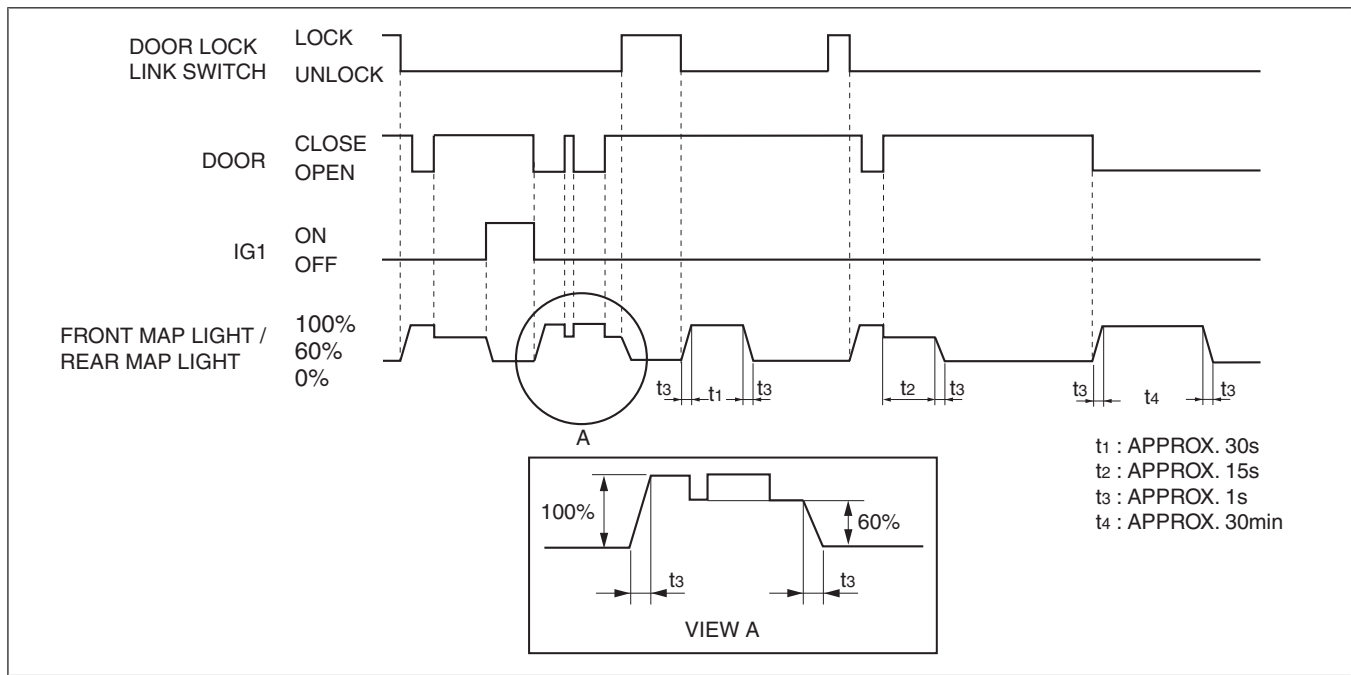 DOOR LOCK
LINK SWITCH
LOCK
UNLOCK
DOOR
CLOSE
OPEN
IG1
ON
OFF
FRONT MAP LIGHT /
REAR MAP LIGHT
100%
60%
0%
t3 t1 t3 t2 t3 t3 t4 t3
A
t1 : APPROX. 30s
t2 : APPROX. 15s
t3 : APPROX. 1s
t4 : APPROX. 30min
100%
60%
t3 t3
VIEW A